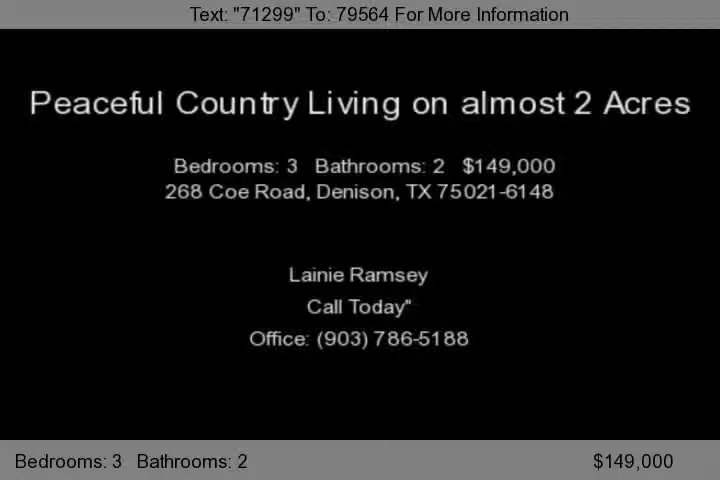 Text: "71299" To: 79564 For More Information
Peaceful Country Living on almost 2 Acres
Bedrooms: 3 Bathrooms: 2 $149,000
268 Coe Road, Denison, TX 75021-6148
Lainie Ramsey
Call Today"
Office: (903) 786-5188
Bedrooms: 3 Bathrooms: 2 $149,000